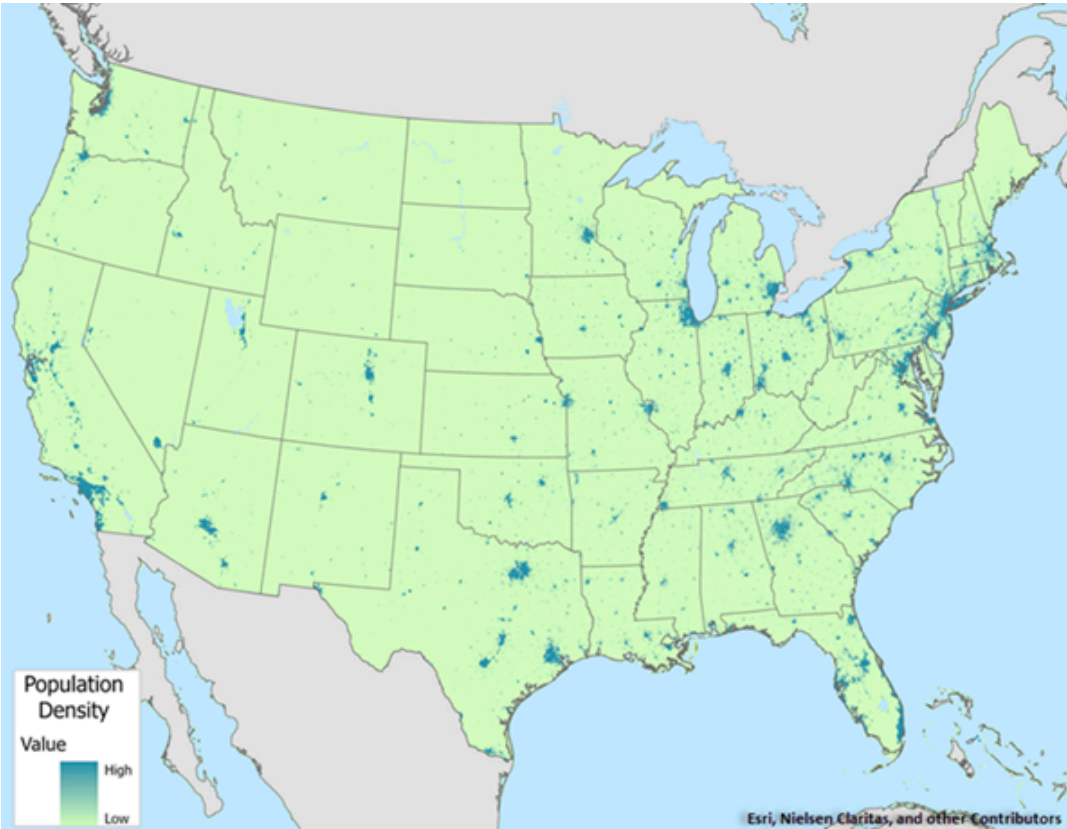 Population
Density
Value
High
Low
Esri, Nielsen Claritas, and other Contributors